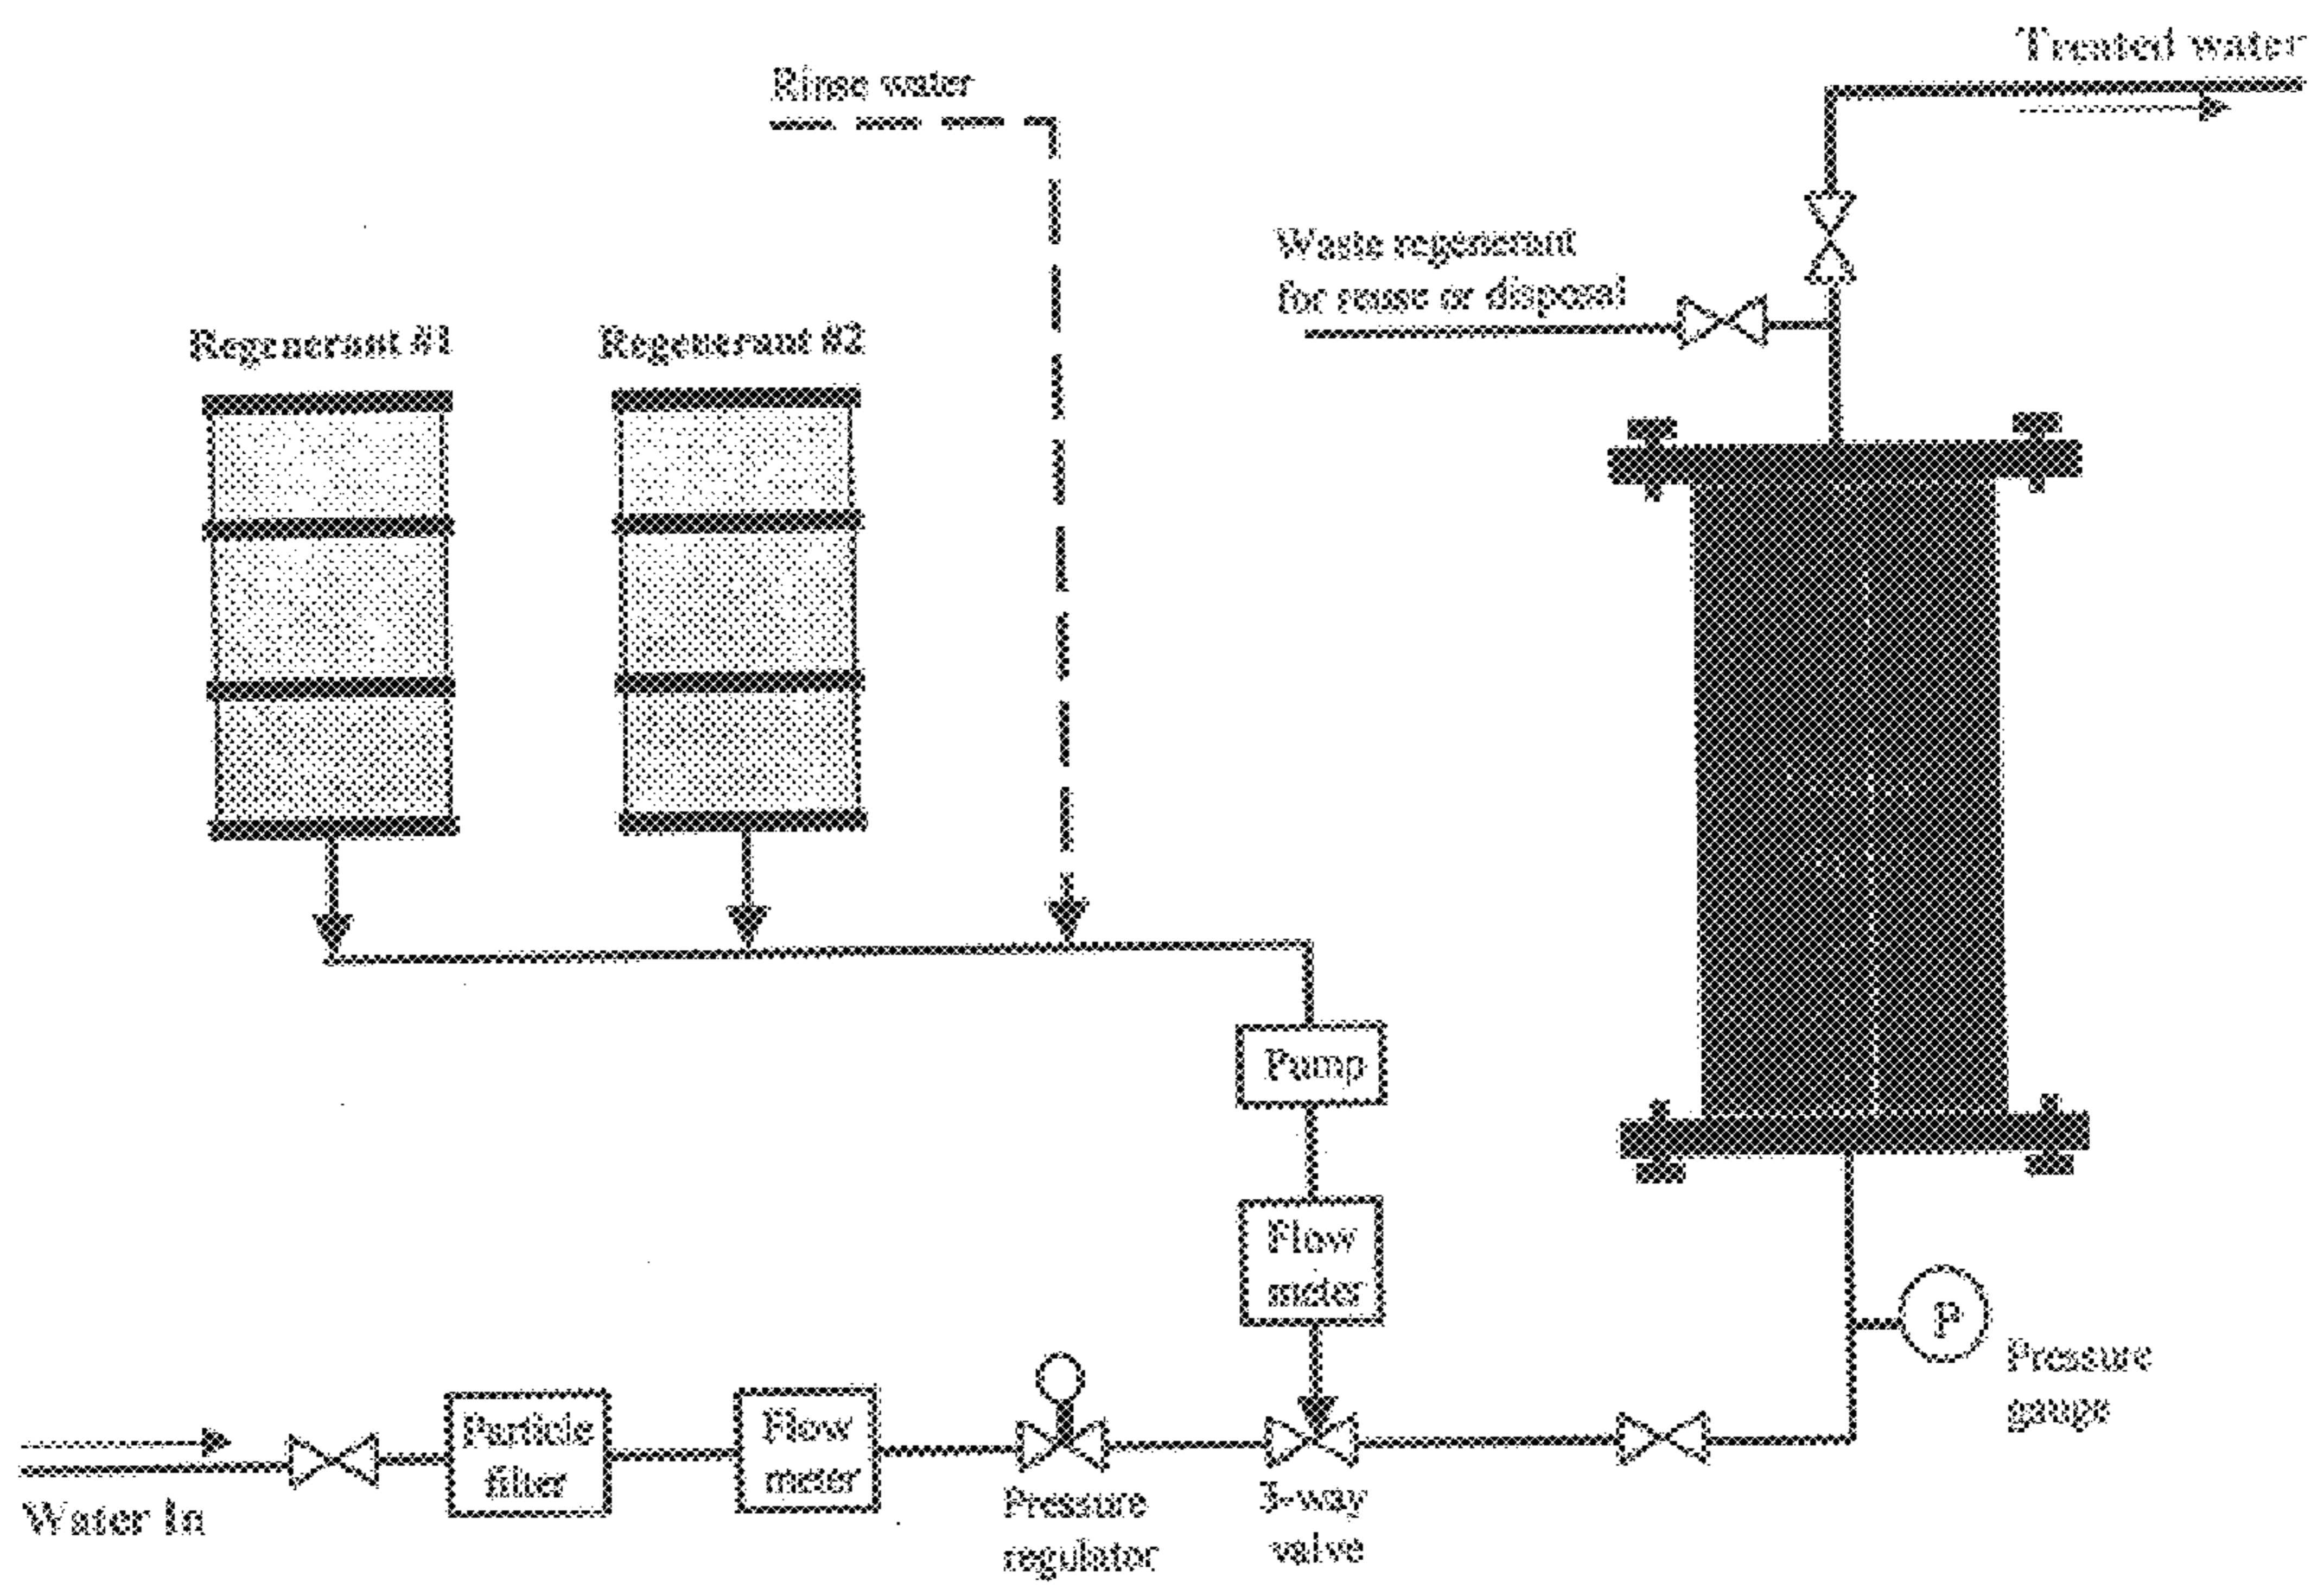 Treated water
Rinse water
Waste regenerant
for reuse or disposal
Regenerant #1
Regenerant #2
Pump
Flow
meter
P
Pressure
gauge
Particle
filter
Flow
meter
Water In
Pressure
regulator
3-way
valve